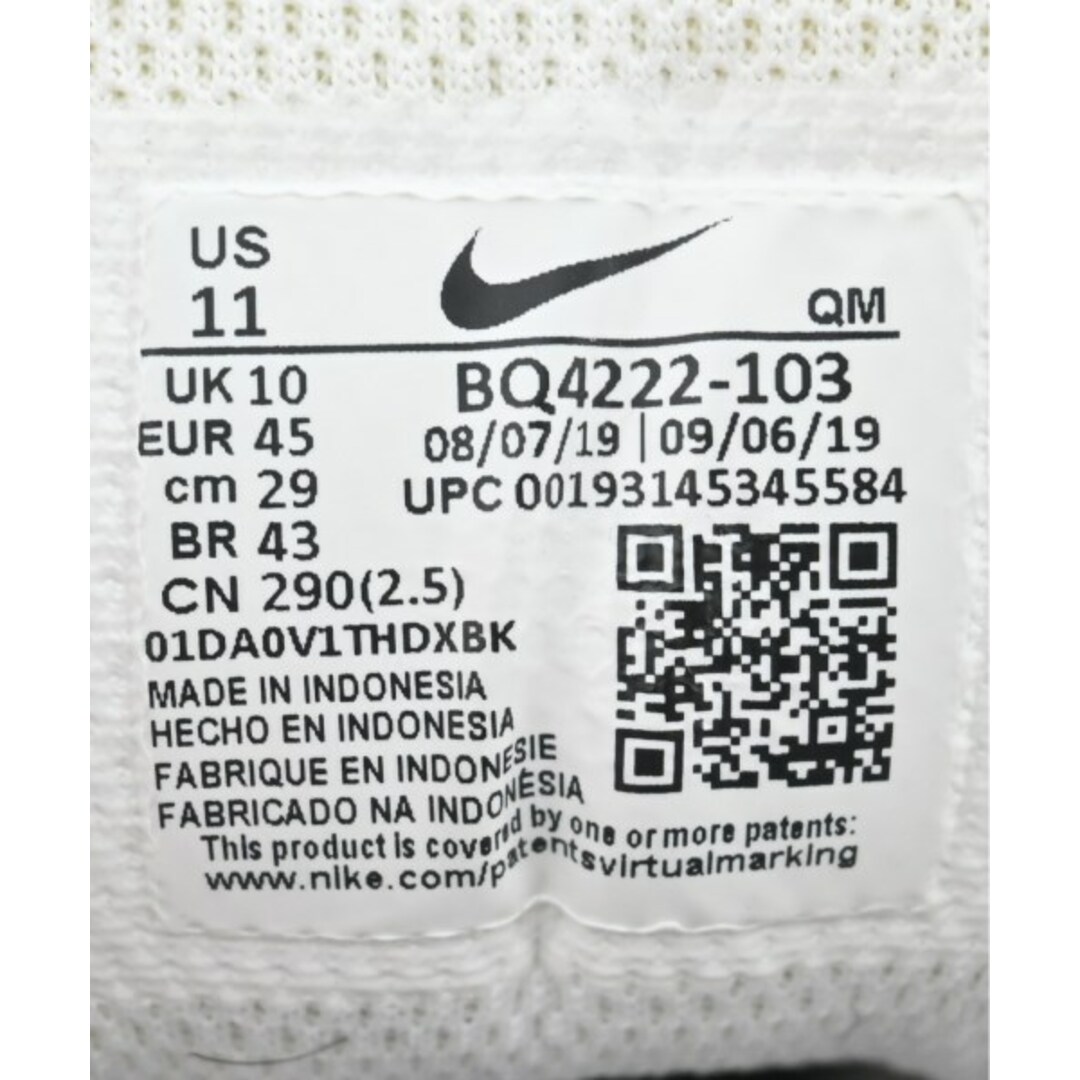 US
11
QM
UK 10
BQ4222-103
EUR 45
08/07/19 | 09/06/19
cm 29
UPC 00193145345584
BR 43
CN 290(2.5)
01DA0V1THDXBK
MADE IN INDONESIA
HECHO EN INDONESIA
FABRIQUE EN INDONESIE
FABRICADO NA INDONÉSIA
This product is covered by one or more patents:
www.nike.com/patentsvirtualmarking